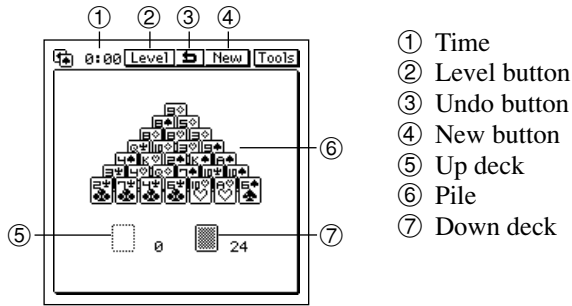 ① ② ③ ④
0:00 Level New Tools
⑥
⑤ 0 24 ⑦
① Time
② Level button
③ Undo button
④ New button
⑤ Up deck
⑥ Pile
⑦ Down deck